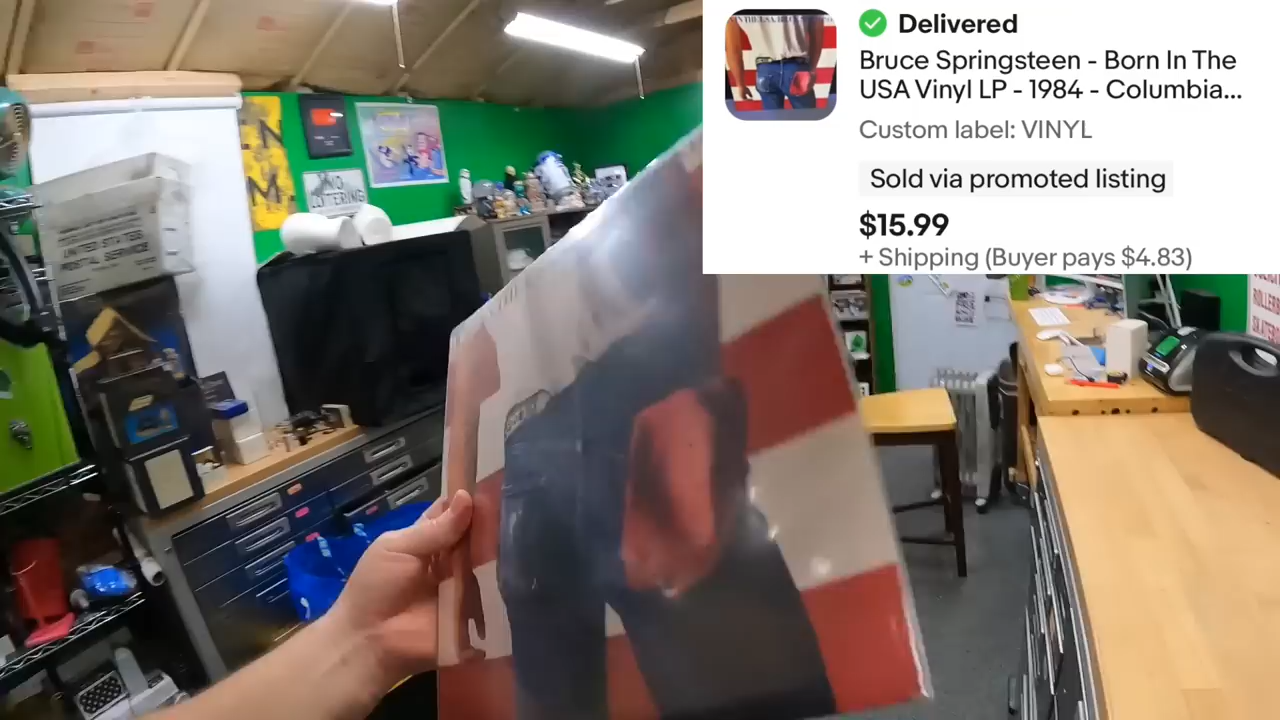 Delivered
Bruce Springsteen - Born In The
USA Vinyl LP - 1984 - Columbia...
Custom label: VINYL
Sold via promoted listing
$15.99
+ Shipping (Buyer pays $4.83)
NO
LOITERING
UNITED STATES
POSTAL SERVICE